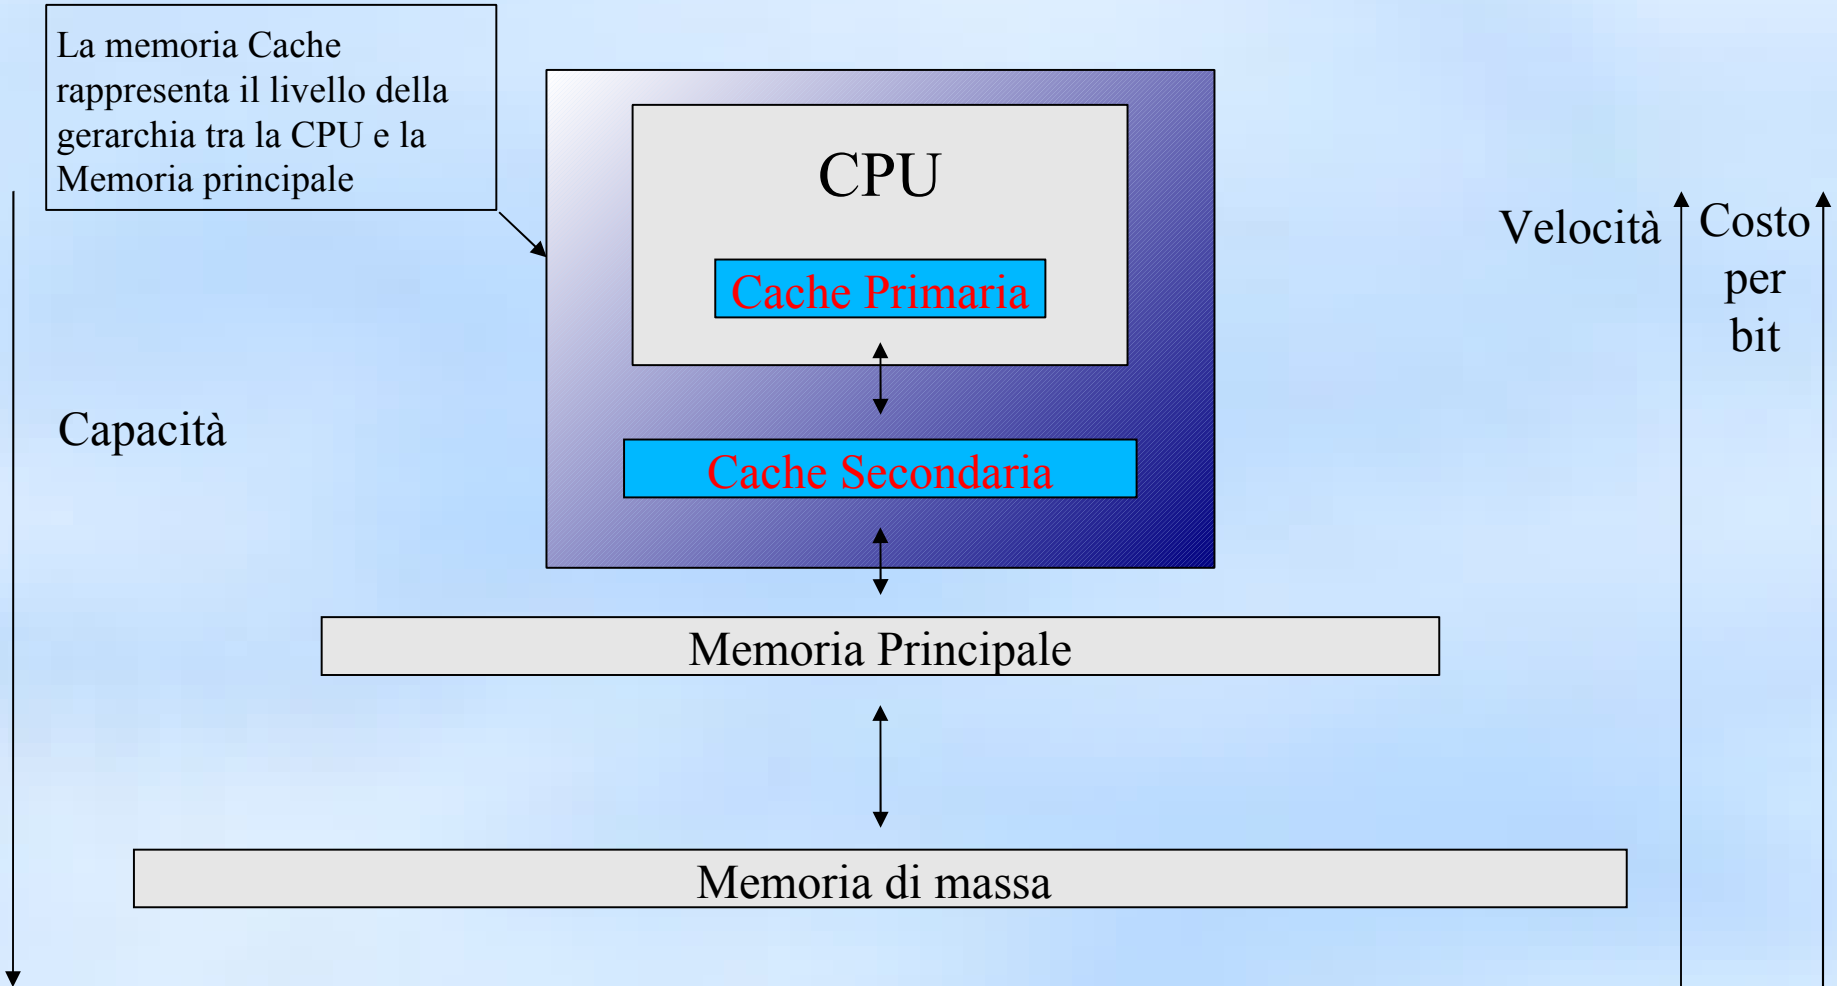 La memoria Cache
rappresenta il livello della
gerarchia tra la CPU e la
Memoria principale
CPU
Cache Primaria
Velocità
Costo
per
bit
Capacità
Cache Secondaria
Memoria Principale
Memoria di massa